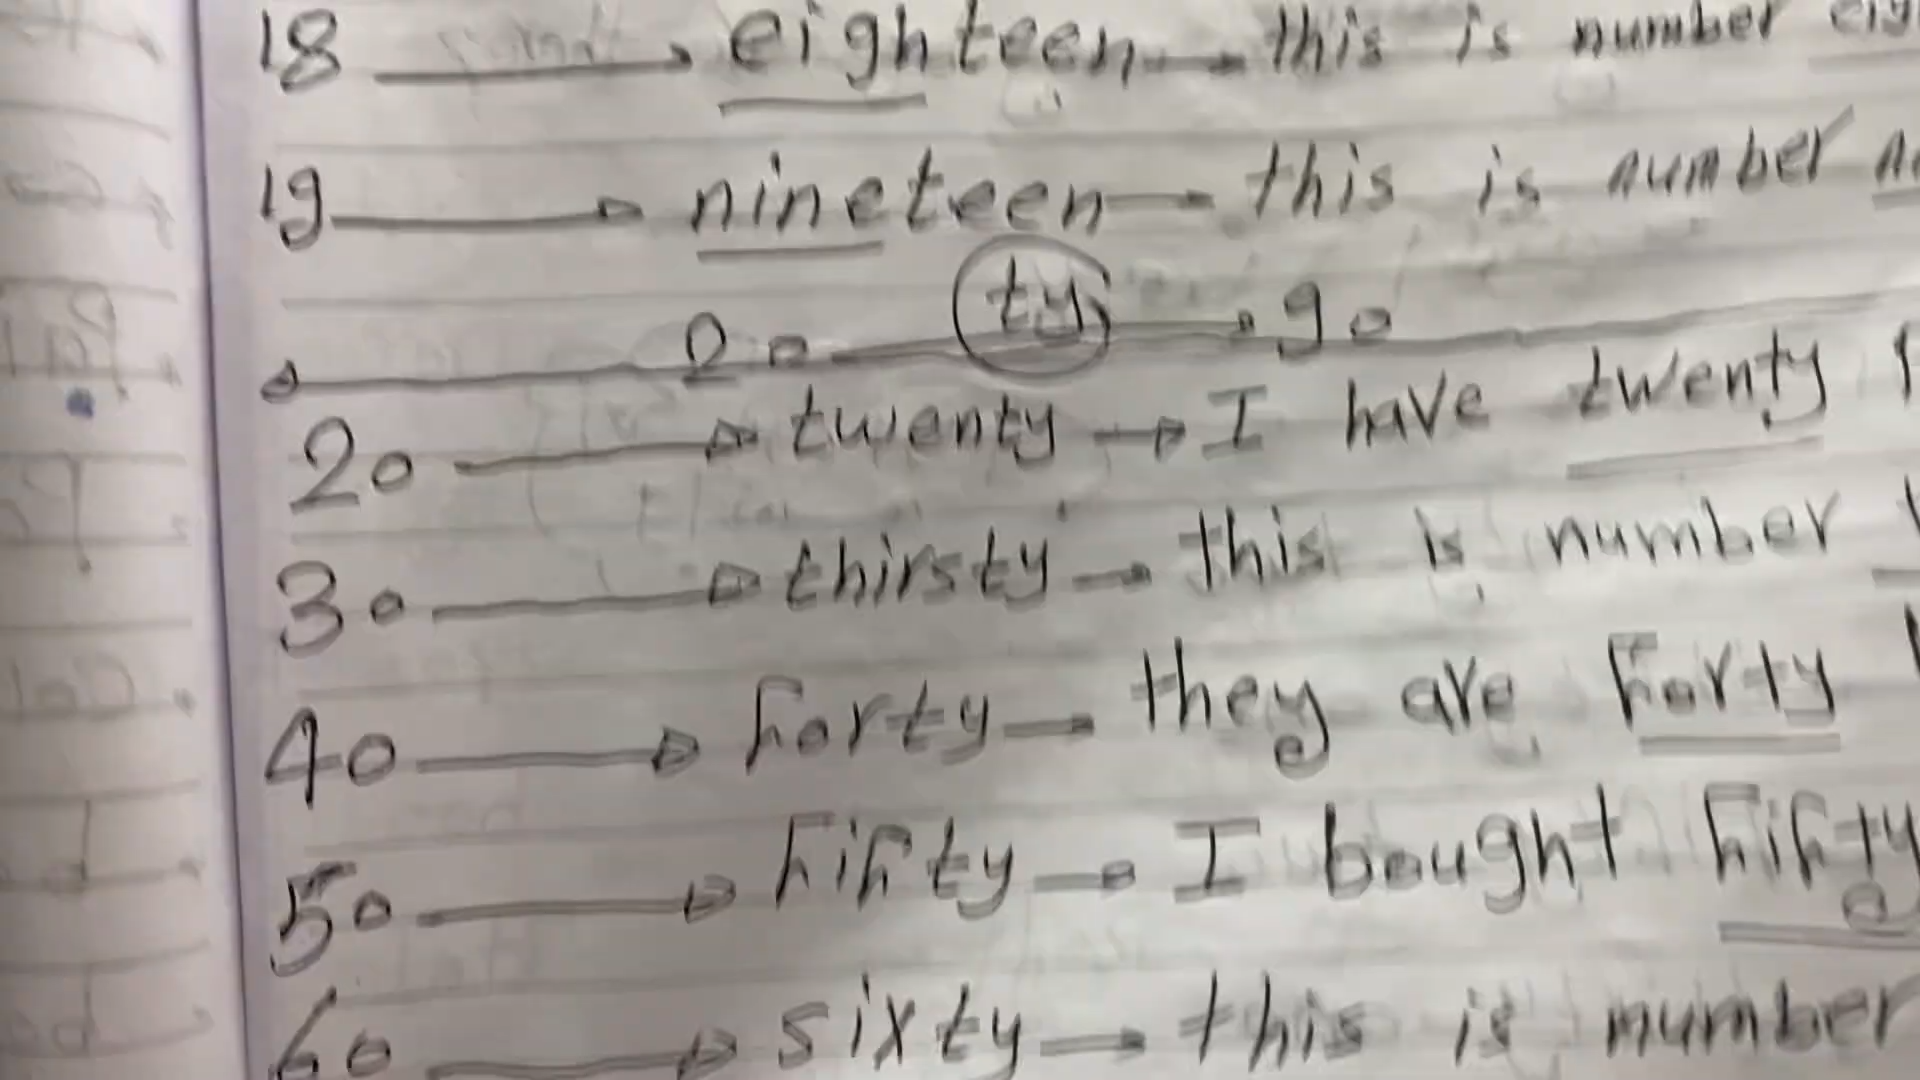 18 → eighteen → this is number
19 → nineteen → this is number
20 ty → 90
20 → twenty → I have twenty
30 → thirsty → this is number
40 → forty → they are forty
50 → fifty → I bought fifty
60 → sixty → this is number